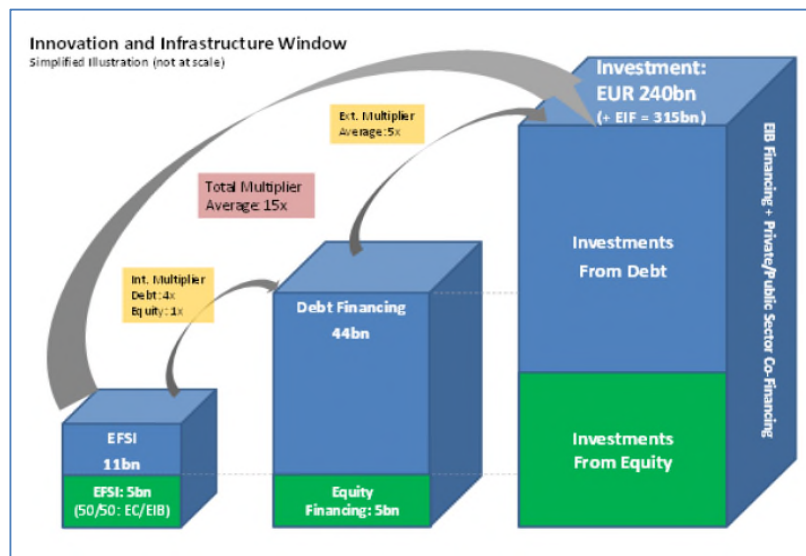 Innovation and Infrastructure Window
Simplified Illustration (not at scale)
Investment:
EUR 240bn
(+ EIF = 315bn)
Ext. Multiplier
Average: 5x
Total Multiplier
Average: 15x
Int. Multiplier
Debt: 4x
Equity: 1x
Debt Financing
44bn
Investments
From Debt
EFSI
11bn
EFSI: 5bn
(50/50: EC/EIB)
Equity
Financing: 5bn
Investments
From Equity
EIB Financing + Private/Public Sector Co-Financing